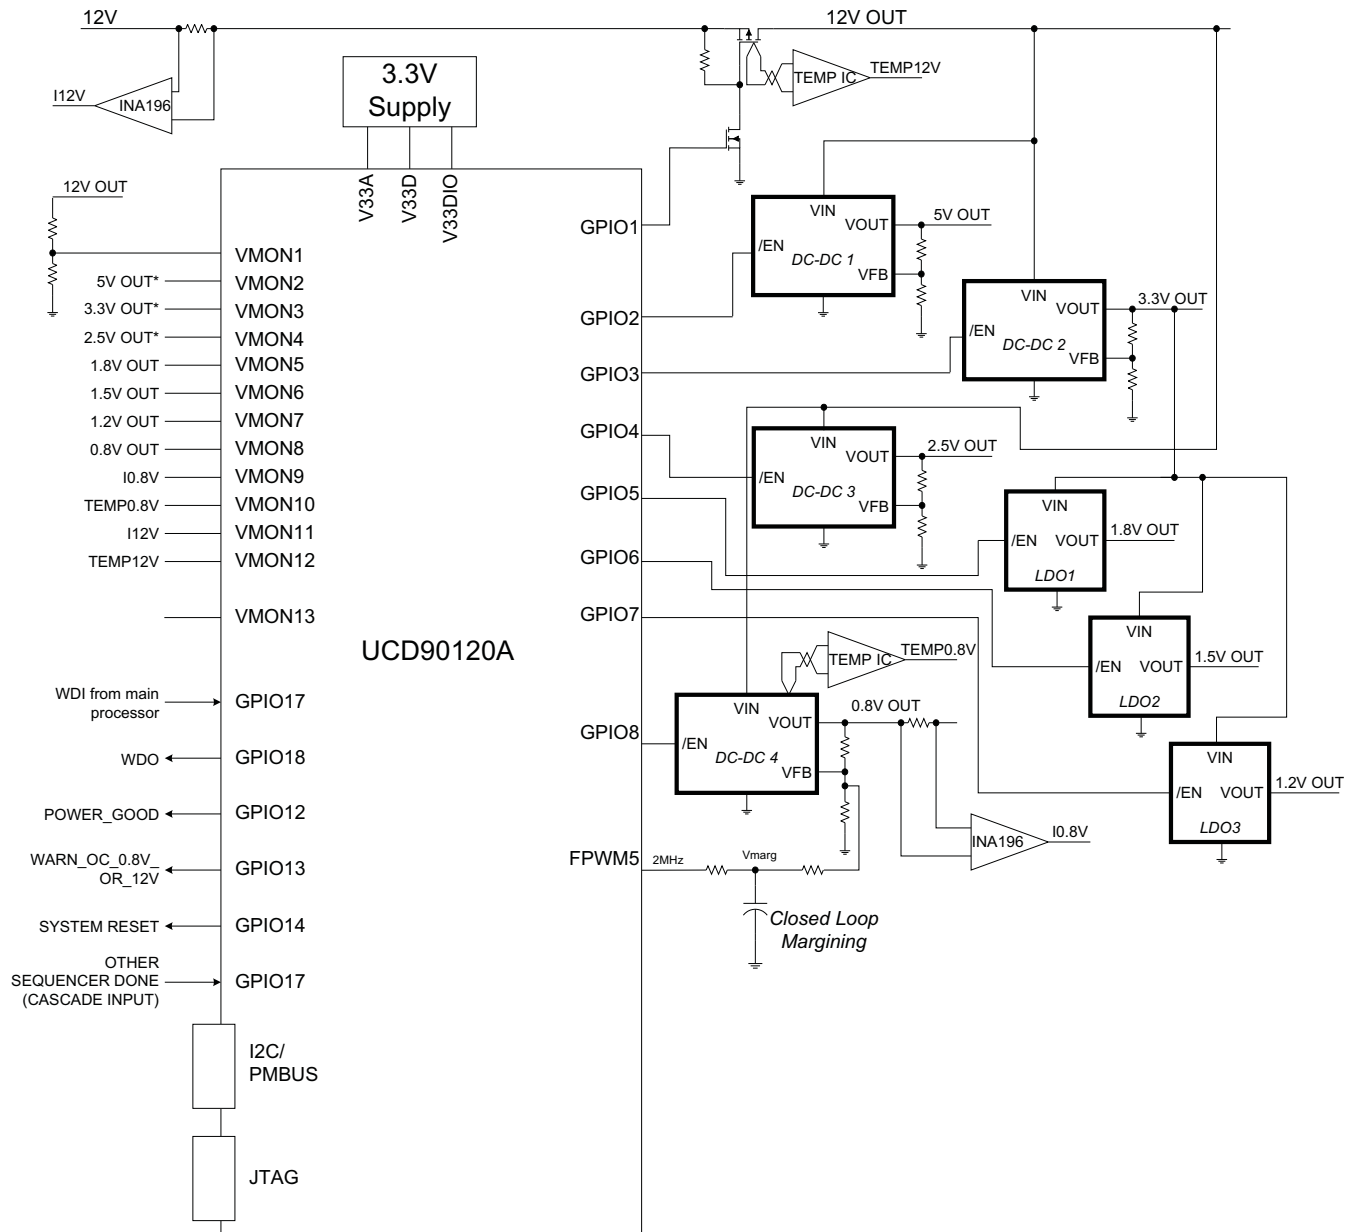 12V
12V OUT
3.3V
Supply
TEMP IC
TEMP12V
I12V
INA196
V33A
V33D
V33DIO
12V OUT
GPIO1
VIN
VOUT
5V OUT
/EN
DC-DC 1
VFB
VMON1
5V OUT*
VMON2
3.3V OUT*
VMON3
2.5V OUT*
VMON4
1.8V OUT
VMON5
1.5V OUT
VMON6
1.2V OUT
VMON7
0.8V OUT
VMON8
I0.8V
VMON9
TEMP0.8V
VMON10
I12V
VMON11
TEMP12V
VMON12
VMON13
GPIO2
VIN
VOUT
3.3V OUT
/EN
DC-DC 2
VFB
GPIO3
GPIO4
VIN
VOUT
2.5V OUT
/EN
DC-DC 3
VFB
GPIO5
VIN
/EN
VOUT
1.8V OUT
LDO1
GPIO6
GPIO7
VIN
/EN
VOUT
1.5V OUT
LDO2
UCD90120A
TEMP IC
TEMP0.8V
WDI from main
processor
GPIO17
VIN
VOUT
0.8V OUT
GPIO8
/EN
DC-DC 4
VFB
VIN
/EN
VOUT
1.2V OUT
LDO3
WDO
GPIO18
POWER_GOOD
GPIO12
INA196
I0.8V
WARN_OC_0.8V_
OR_12V
GPIO13
FPWM5
2MHz
Vmarg
Closed Loop
Margining
SYSTEM RESET
GPIO14
OTHER
SEQUENCER DONE
(CASCADE INPUT)
GPIO17
I2C/
PMBUS
JTAG